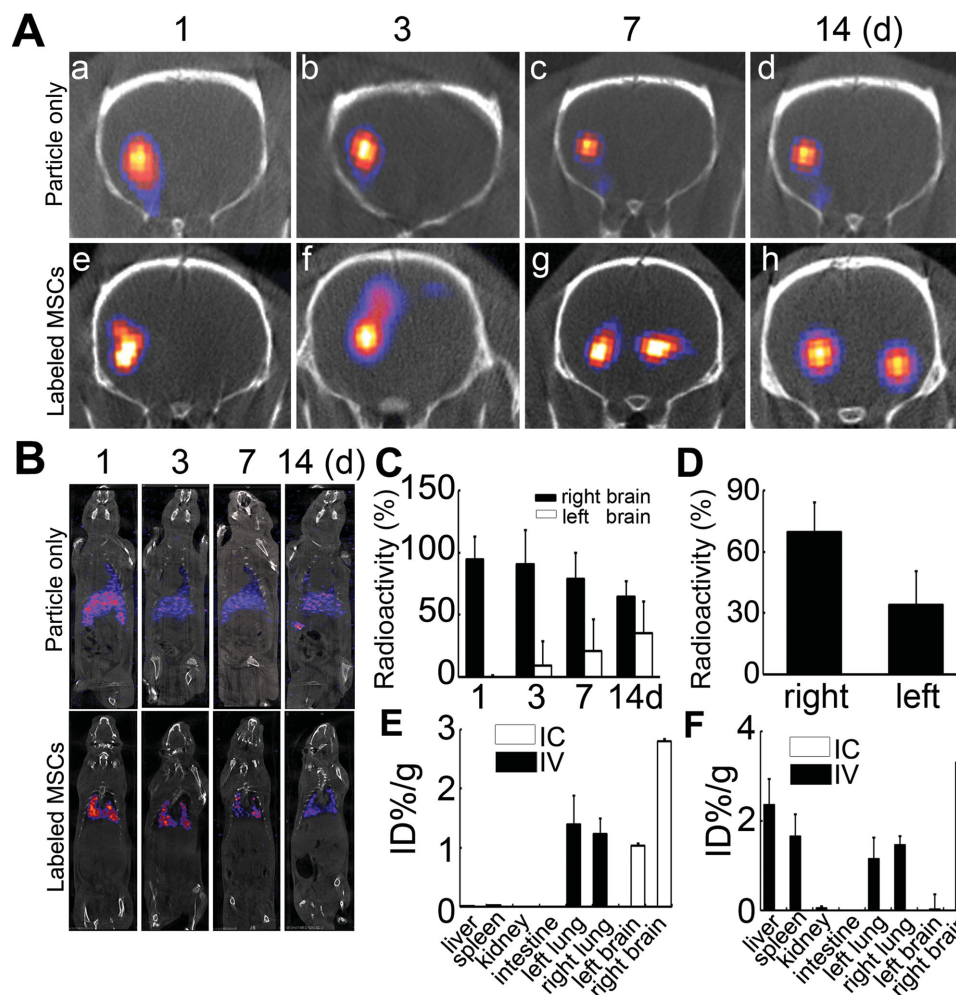 A
1 3 7 14 (d)
Particle only
a b c d
Labeled MSCs
e f g h
B
1 3 7 14 (d)
Particle only
Labeled MSCs
C
150
100
50
0
Radioactivity (%)
right brain
left brain
1 3 7 14d
D
90
60
30
0
Radioactivity (%)
right left
E
3
2
1
0
ID%/g
IC
IV
liver
spleen
kidney
intestine
left lung
right lung
left brain
right brain
F
4
2
0
ID%/g
IC
IV
liver
spleen
kidney
intestine
left lung
right lung
left brain
right brain